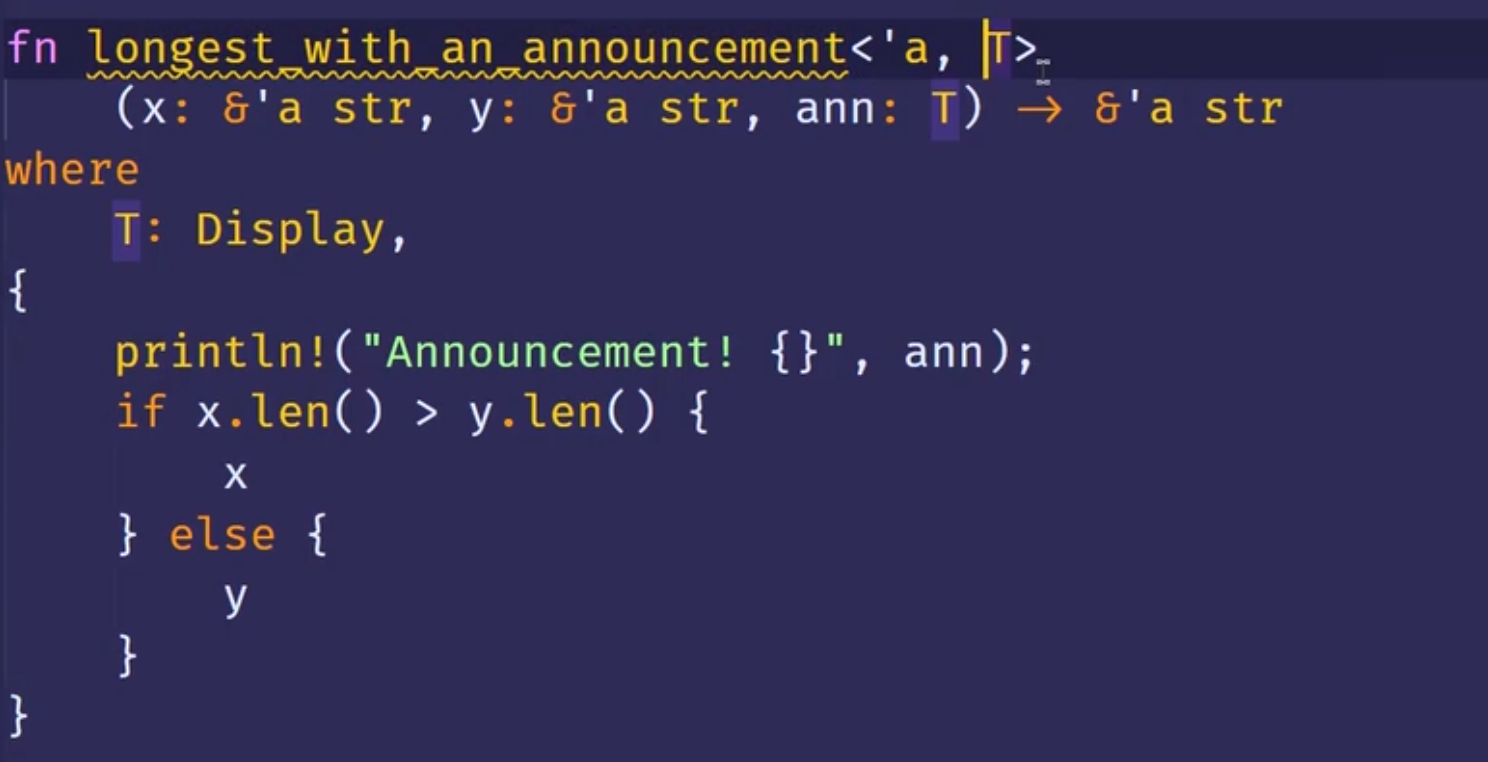 fn longest_with_an_announcement<'a, T>
(x: &'a str, y: &'a str, ann: T) -> &'a str
where
T: Display,
{
println!("Announcement! {}", ann);
if x.len() > y.len() {
x
} else {
y
}
}